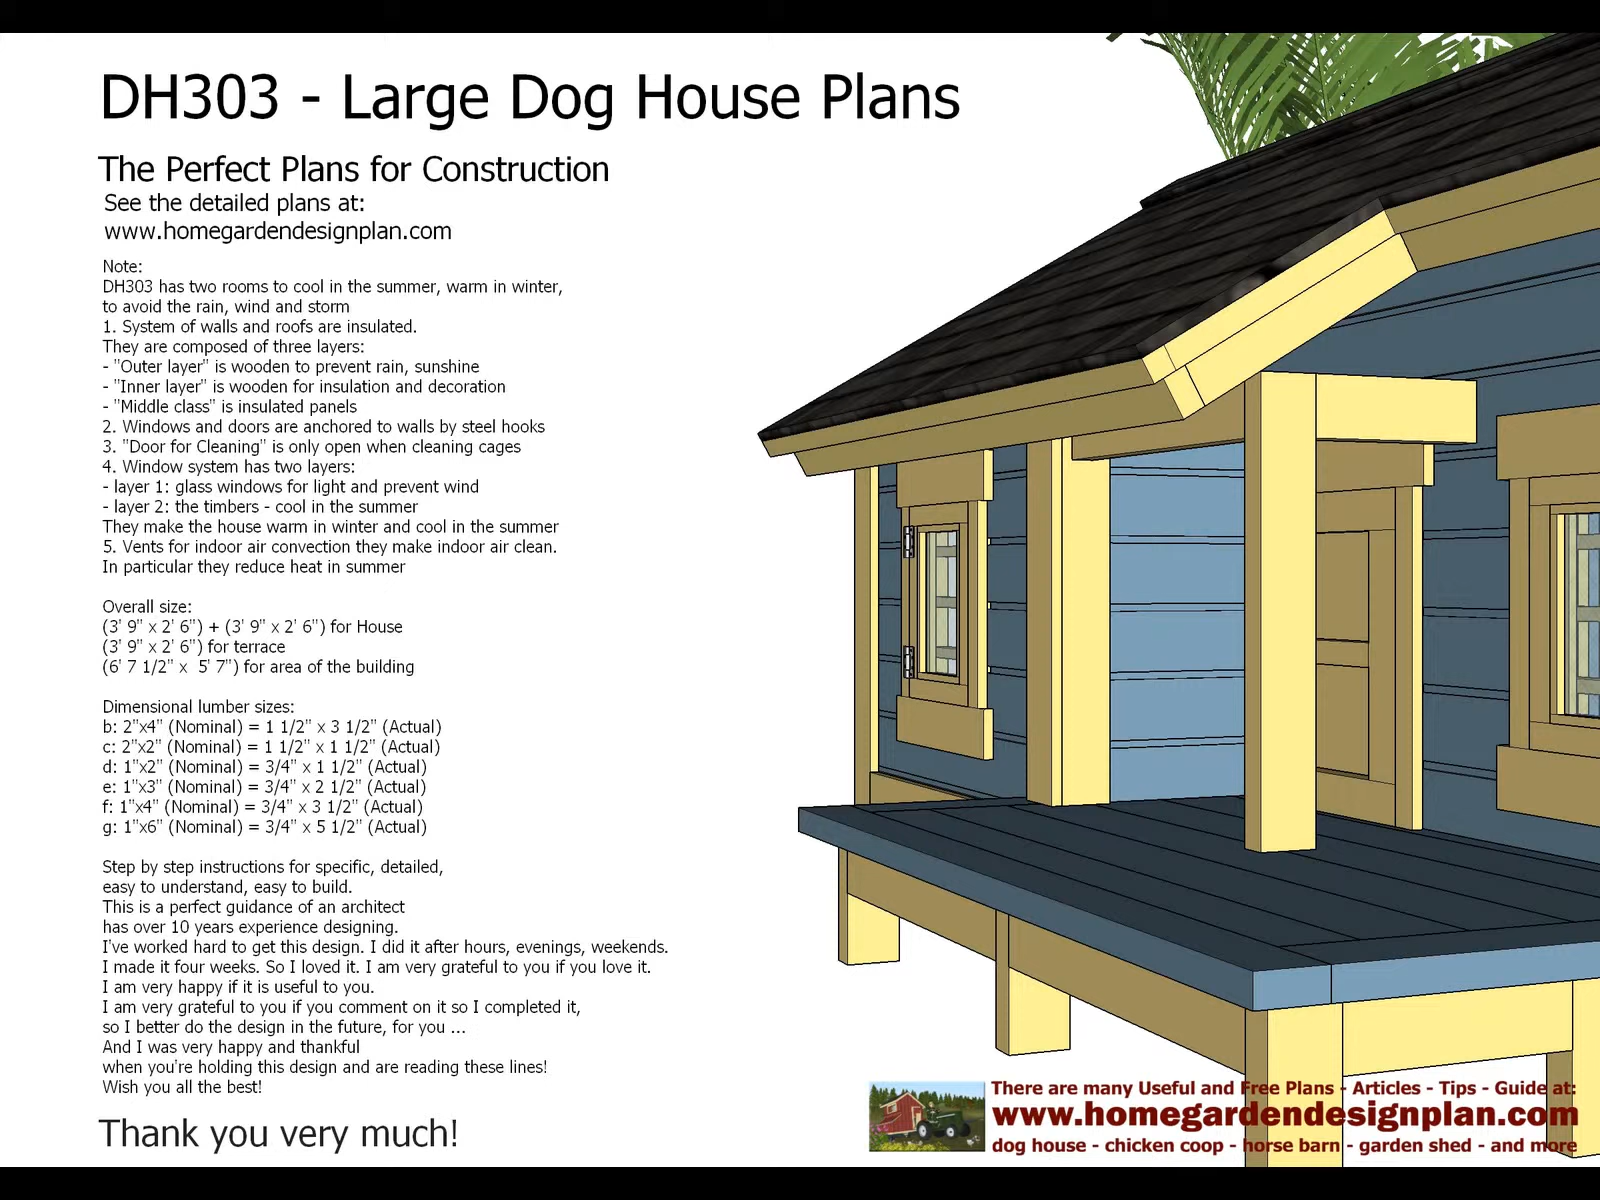 DH303 - Large Dog House Plans
The Perfect Plans for Construction
See the detailed plans at:
www.homegardendesignplan.com
Note:
DH303 has two rooms to cool in the summer, warm in winter,
to avoid the rain, wind and storm
1. System of walls and roofs are insulated.
They are composed of three layers:
- "Outer layer" is wooden to prevent rain, sunshine
- "Inner layer" is wooden for insulation and decoration
- "Middle class" is insulated panels
2. Windows and doors are anchored to walls by steel hooks
3. "Door for Cleaning" is only open when cleaning cages
4. Window system has two layers:
- layer 1: glass windows for light and prevent wind
- layer 2: the timbers - cool in the summer
They make the house warm in winter and cool in the summer
5. Vents for indoor air convection they make indoor air clean.
In particular they reduce heat in summer
Overall size:
(3' 9" x 2' 6") + (3' 9" x 2' 6") for House
(3' 9" x 2' 6") for terrace
(6' 7 1/2" x  5' 7") for area of the building
Dimensional lumber sizes:
b: 2"x4" (Nominal) = 1 1/2" x 3 1/2" (Actual)
c: 2"x2" (Nominal) = 1 1/2" x 1 1/2" (Actual)
d: 1"x2" (Nominal) = 3/4" x 1 1/2" (Actual)
e: 1"x3" (Nominal) = 3/4" x 2 1/2" (Actual)
f: 1"x4" (Nominal) = 3/4" x 3 1/2" (Actual)
g: 1"x6" (Nominal) = 3/4" x 5 1/2" (Actual)
Step by step instructions for specific, detailed,
easy to understand, easy to build.
This is a perfect guidance of an architect
has over 10 years experience designing.
I've worked hard to get this design. I did it after hours, evenings, weekends.
I made it four weeks. So I loved it. I am very grateful to you if you love it.
I am very happy if it is useful to you.
I am very grateful to you if you comment on it so I completed it,
so I better do the design in the future, for you ...
And I was very happy and thankful
when you're holding this design and are reading these lines!
Wish you all the best!
Thank you very much!
There are many Useful and Free Plans - Articles - Tips - Guide at:
www.homegardendesignplan.com
dog house - chicken coop - horse barn - garden shed - and more